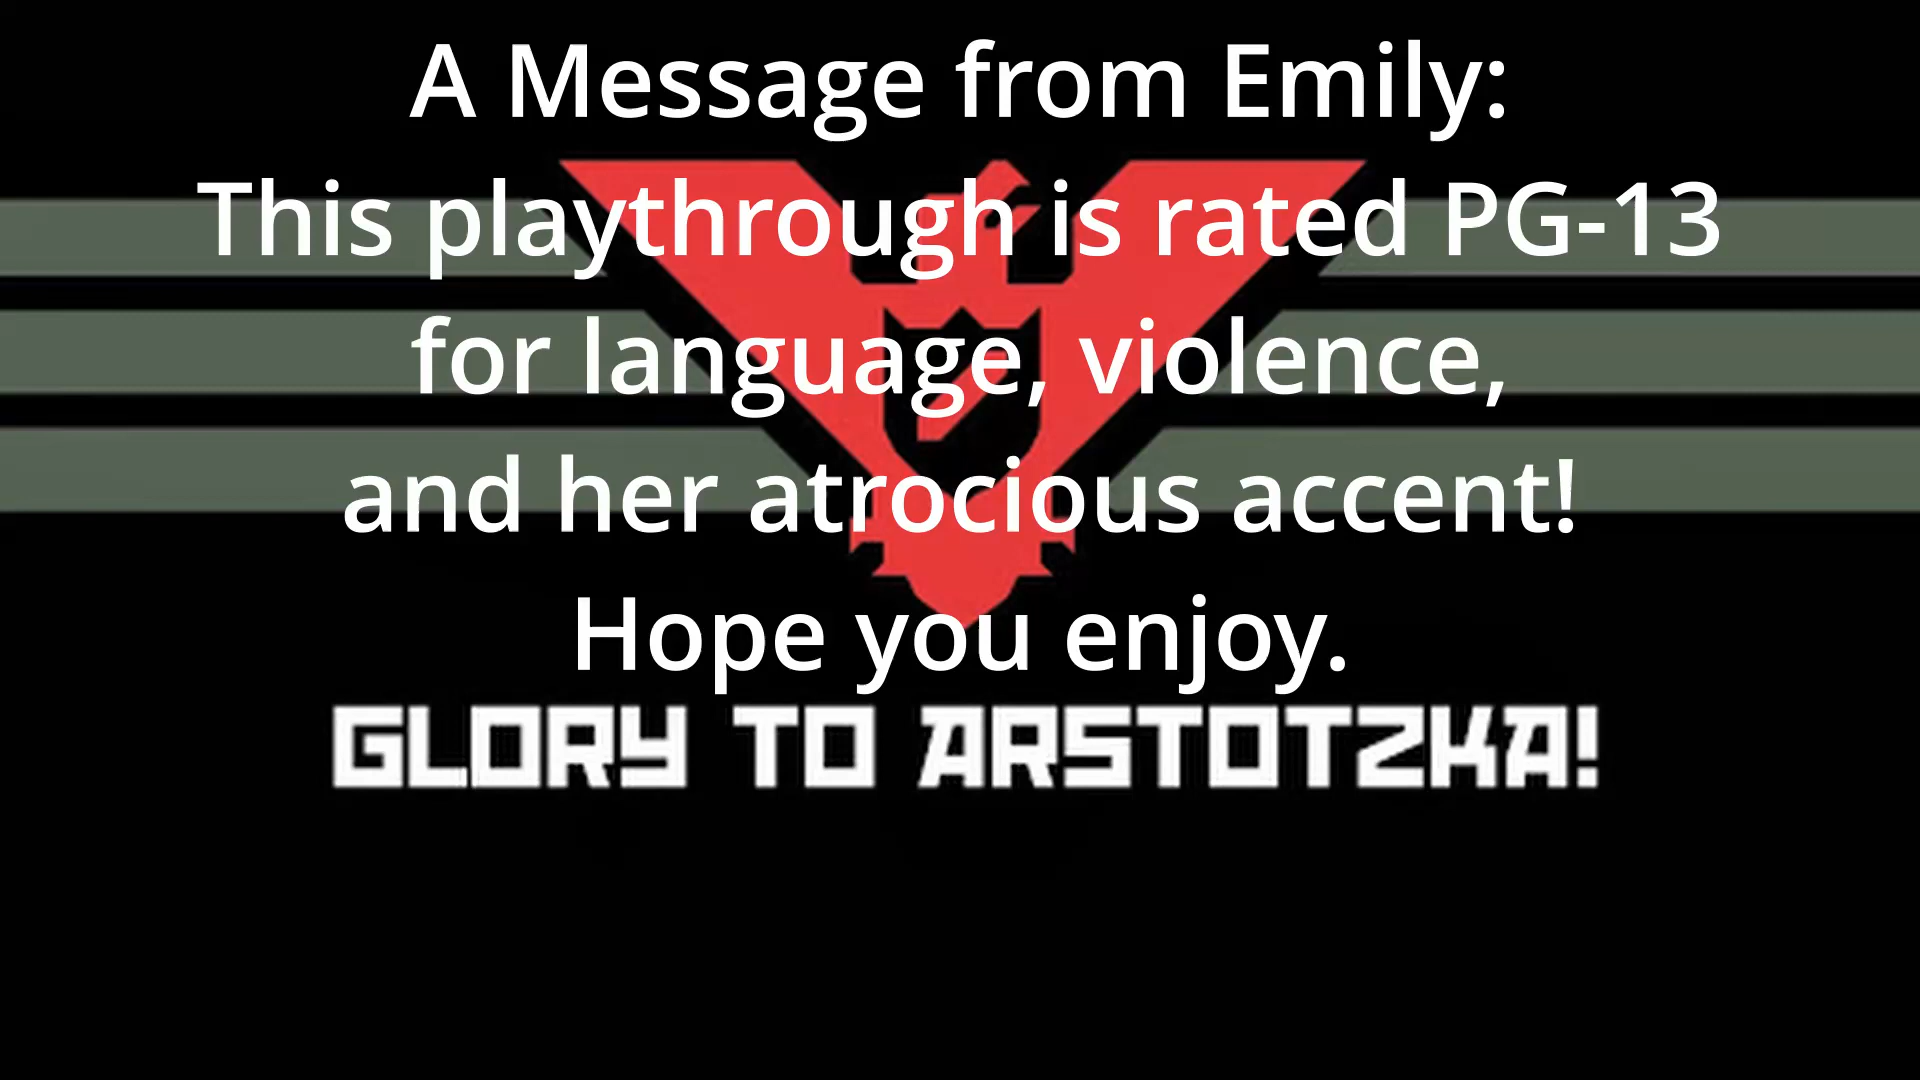 A Message from Emily:
This playthrough is rated PG-13
for language, violence,
and her atrocious accent!
Hope you enjoy.
GLORY TO ARSTOTZKA!